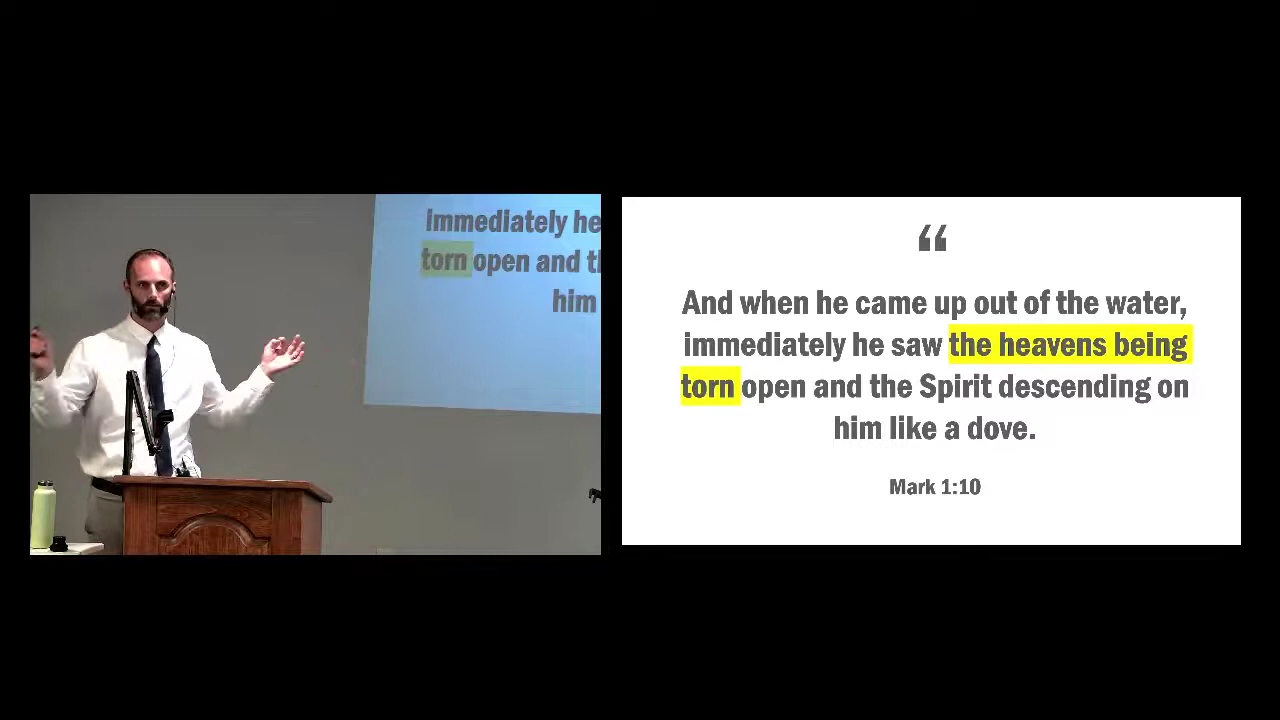 immediately he
torn open and th
him
“
And when he came up out of the water,
immediately he saw the heavens being
torn open and the Spirit descending on
him like a dove.
Mark 1:10